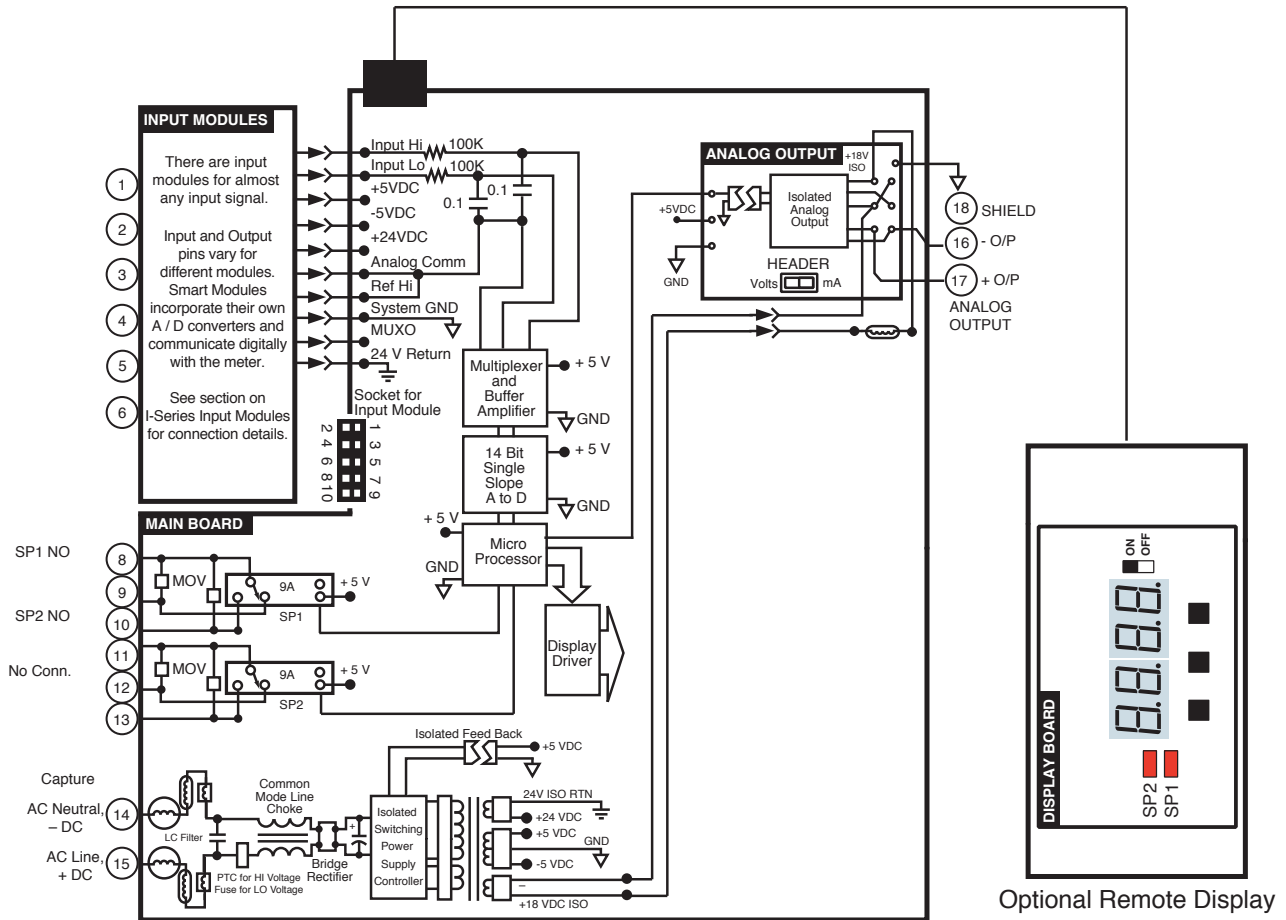 INPUT MODULES
There are input
modules for almost
any input signal.
Input and Output
pins vary for
different modules.
Smart Modules
incorporate their own
A / D converters and
communicate digitally
with the meter.
See section on
I-Series Input Modules
for connection details.
1
2
3
4
5
6
Input Hi
100K
Input Lo
100K
+5VDC
-5VDC
+24VDC
Analog Comm
Ref Hi
System GND
MUXO
24 V Return
0.1
0.1
Socket for
Input Module
2 4 6 8 10
1 3 5 7 9
Multiplexer
and
Buffer
Amplifier
+ 5 V
GND
14 Bit
Single
Slope
A to D
+ 5 V
GND
Micro
Processor
+ 5 V
GND
Display
Driver
ANALOG OUTPUT
+18V
ISO
+5VDC
GND
Isolated
Analog
Output
HEADER
Volts
mA
18
SHIELD
16
- O/P
17
+ O/P
ANALOG
OUTPUT
MAIN BOARD
SP1 NO
8
9
SP2 NO
10
11
No Conn.
12
13
MOV
9A
+ 5 V
SP1
MOV
9A
+ 5 V
SP2
Capture
AC Neutral,
– DC
14
AC Line,
+ DC
15
LC Filter
Common
Mode Line
Choke
PTC for HI Voltage
Fuse for LO Voltage
Bridge
Rectifier
+
Isolated Feed Back
+5 VDC
Isolated
Switching
Power
Supply
Controller
24V ISO RTN
+24 VDC
+5 VDC
GND
-5 VDC
–
+18 VDC ISO
DISPLAY BOARD
ON
OFF
8.8.8.8.
SP2
SP1
Optional Remote Display